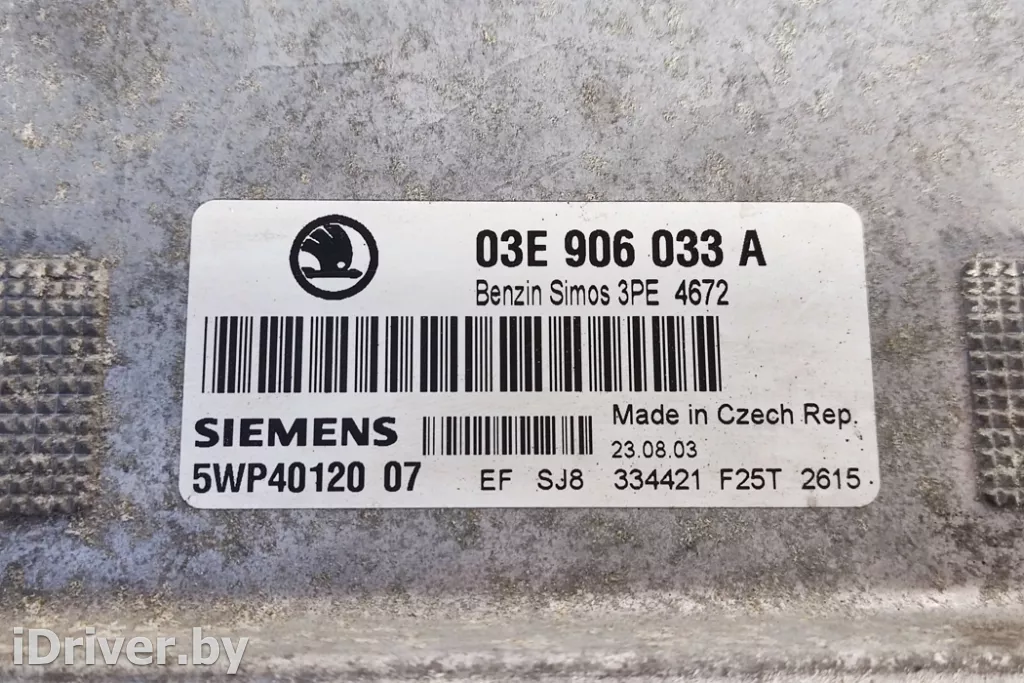 03E 906 033 A
Benzin Simos 3PE 4672
SIEMENS
Made in Czech Rep.
23.08.03
5WP40120 07
EF SJ8 334421 F25T 2615
iDriver.by